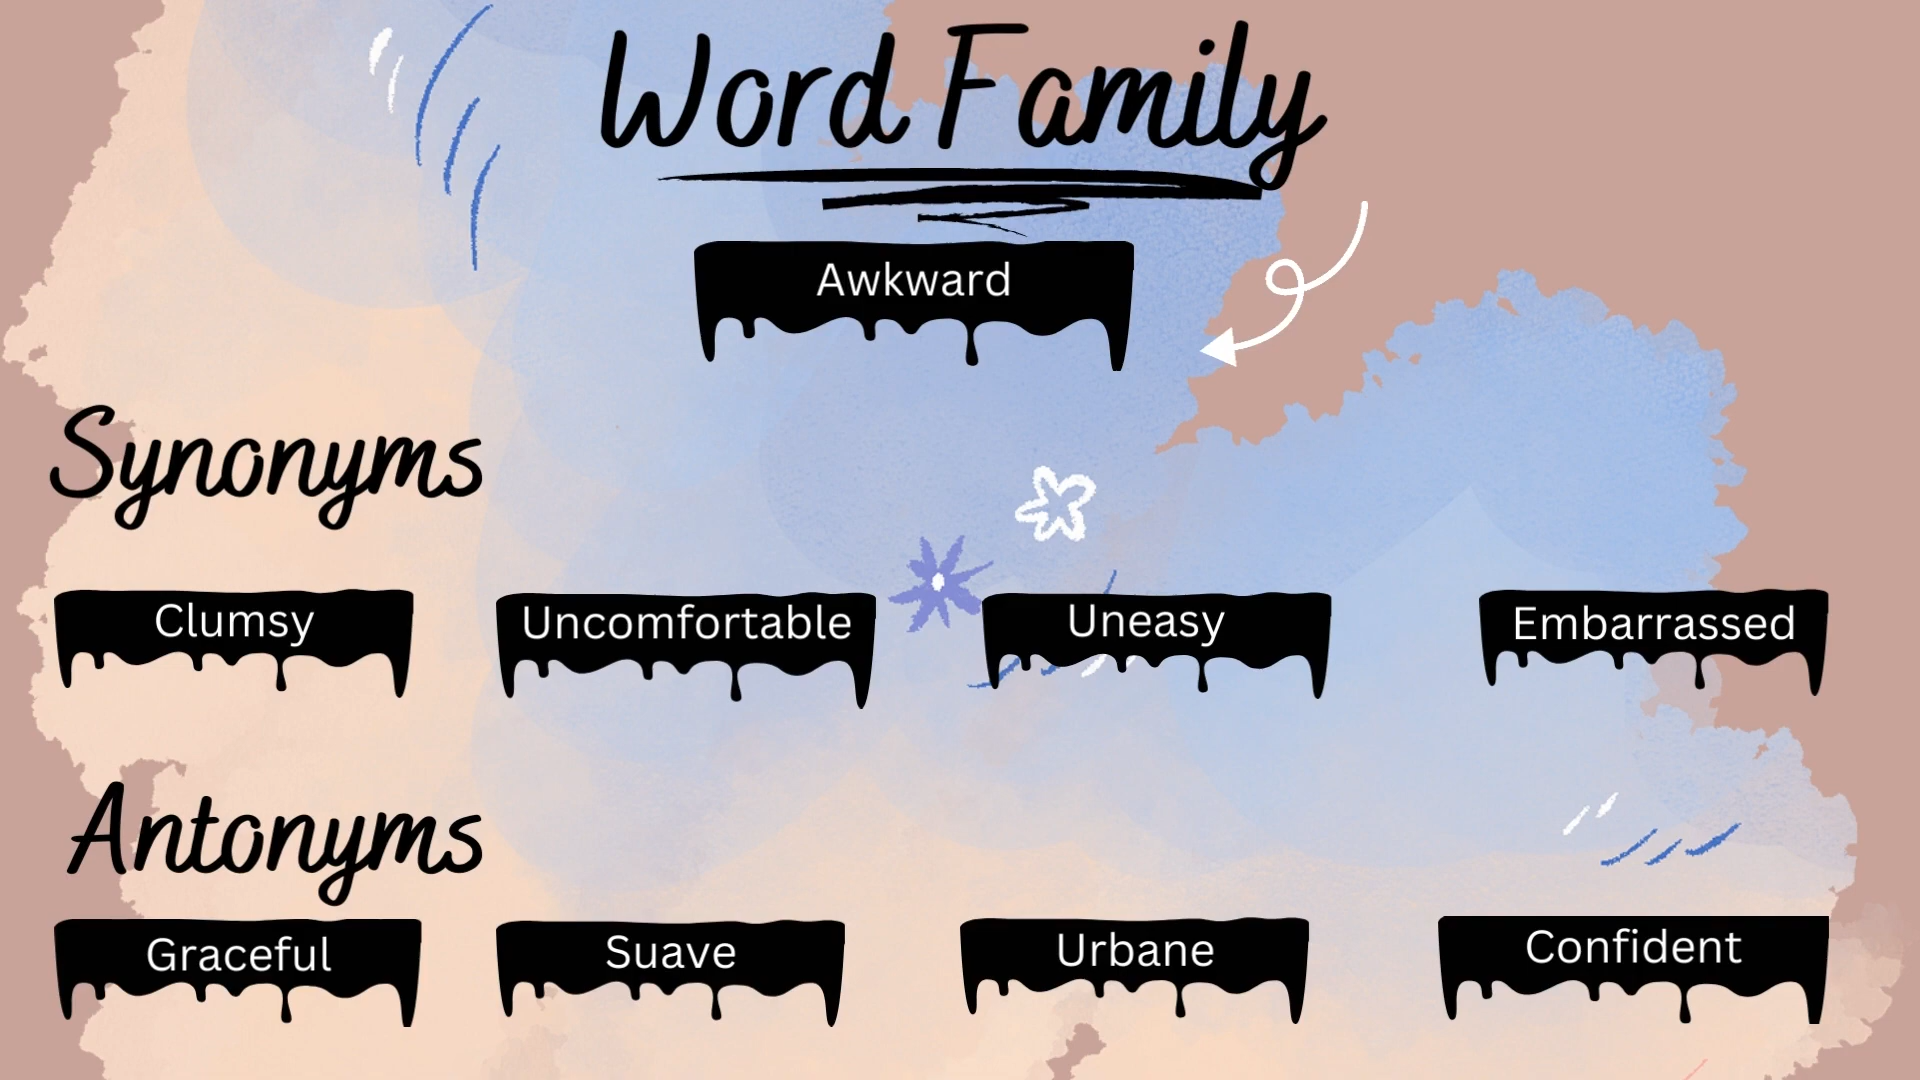 Word Family
Awkward
Synonyms
Clumsy
Uncomfortable
Uneasy
Embarrassed
Antonyms
Graceful
Suave
Urbane
Confident